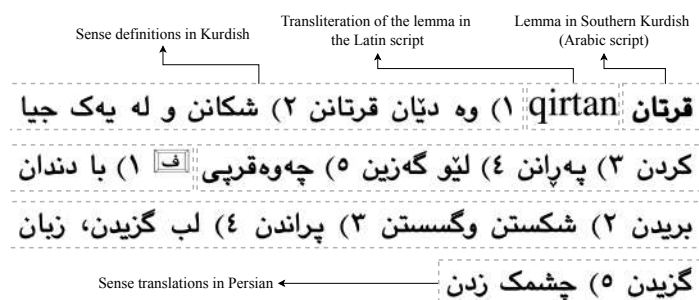 Sense definitions in Kurdish
Transliteration of the lemma in
the Latin script
Lemma in Southern Kurdish
(Arabic script)
قرتان qirtan ١) وە دێان قرتانن ٢) شکانن و لە یەک جیا
کردن ٣) پەڕانن ٤) لێو گەزین ٥) چەوەقرپی ف ١) با دندان
بریدن ٢) شکستن وگسستن ٣) پراندن ٤) لب گزیدن، زبان
گزیدن ٥) چشمک زدن
Sense translations in Persian